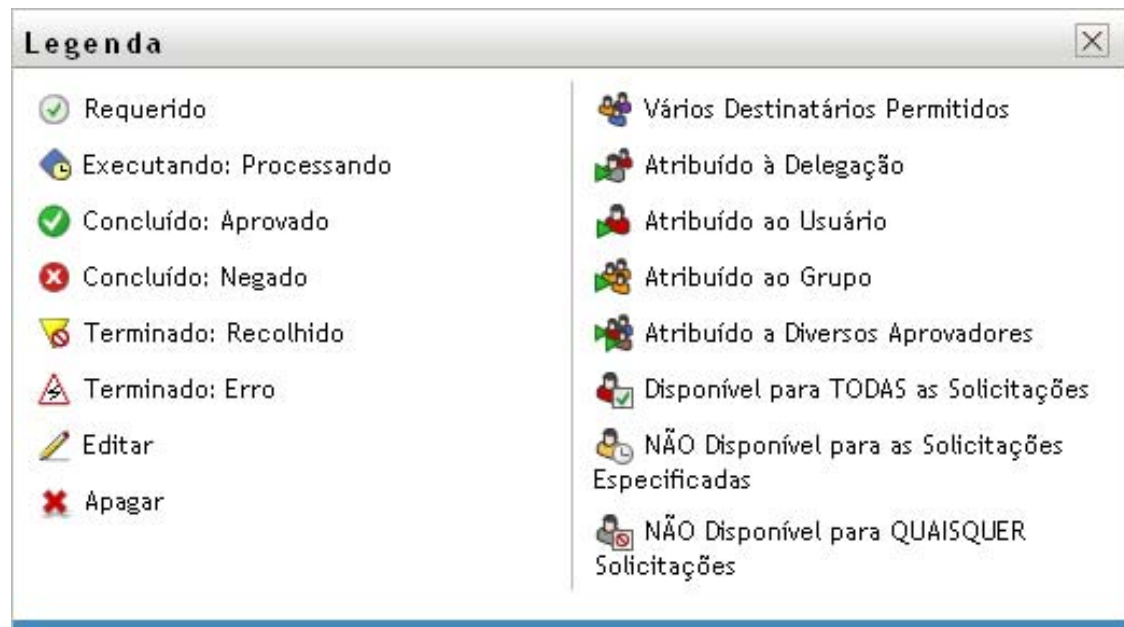 Legenda
Requerido
Executando: Processando
Concluído: Aprovado
Concluído: Negado
Terminado: Recolhido
Terminado: Erro
Editar
Apagar
Vários Destinatários Permitidos
Atribuído à Delegação
Atribuído ao Usuário
Atribuído ao Grupo
Atribuído a Diversos Aprovadores
Disponível para TODAS as Solicitações
NÃO Disponível para as Solicitações
Especificadas
NÃO Disponível para QUAISQUER
Solicitações